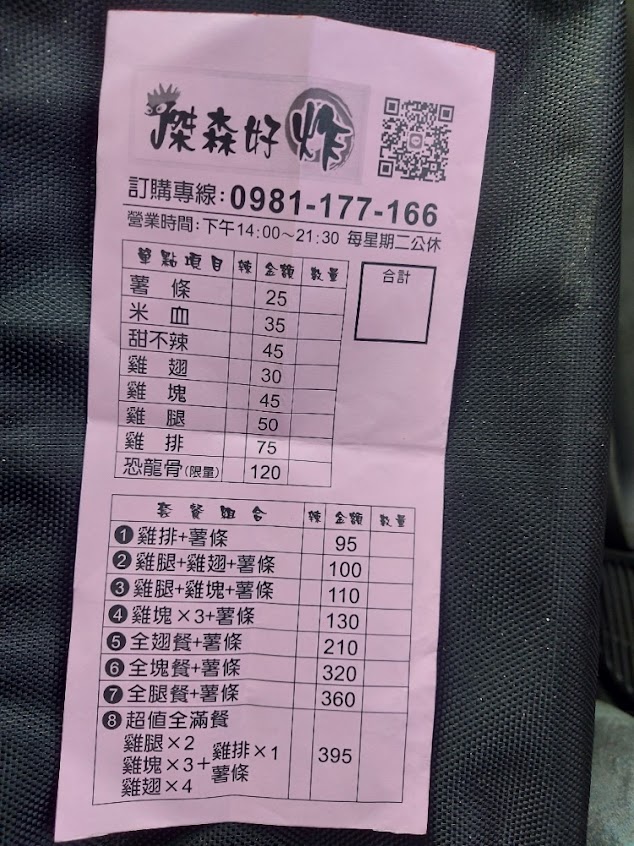 傑森好炸
訂購專線:0981-177-166
營業時間:下午14:00~21:30 每星期二公休
單點項目 辣 金額 數量
薯條 25
米血 35
甜不辣 45
雞翅 30
雞塊 45
雞腿 50
雞排 75
恐龍骨(限量) 120
合計
套餐組合 辣 金額 數量
❶雞排+薯條 95
❷雞腿+雞翅+薯條 100
❸雞腿+雞塊+薯條 110
❹雞塊×3+薯條 130
❺全翅餐+薯條 210
❻全塊餐+薯條 320
❼全腿餐+薯條 360
❽超值全滿餐
雞腿×2 雞排×1
雞塊×3+薯條 395
雞翅×4